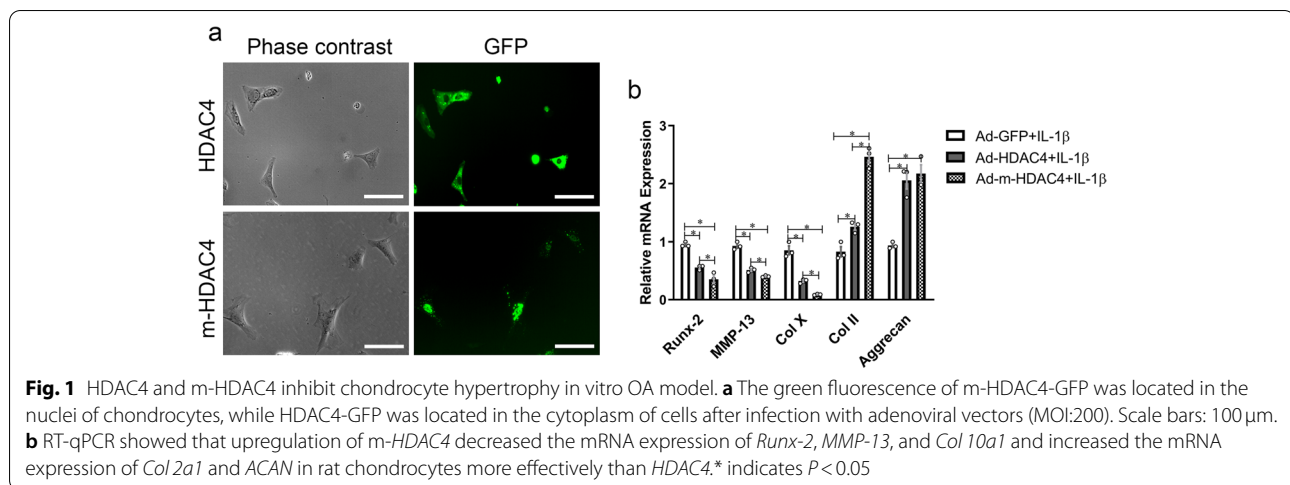 a
Phase contrast GFP
HDAC4
m-HDAC4
b
Relative mRNA Expression
3
2
1
0
* * * * * * * * * * * * * *
Runx-2 MMP-13 Col X Col II Aggrecan
Ad-GFP+IL-1β
Ad-HDAC4+IL-1β
Ad-m-HDAC4+IL-1β
Fig. 1 HDAC4 and m-HDAC4 inhibit chondrocyte hypertrophy in vitro OA model. a The green fluorescence of m-HDAC4-GFP was located in the
nuclei of chondrocytes, while HDAC4-GFP was located in the cytoplasm of cells after infection with adenoviral vectors (MOI:200). Scale bars: 100 μm.
b RT-qPCR showed that upregulation of m-HDAC4 decreased the mRNA expression of Runx-2, MMP-13, and Col 10a1 and increased the mRNA
expression of Col 2a1 and ACAN in rat chondrocytes more effectively than HDAC4.* indicates P < 0.05